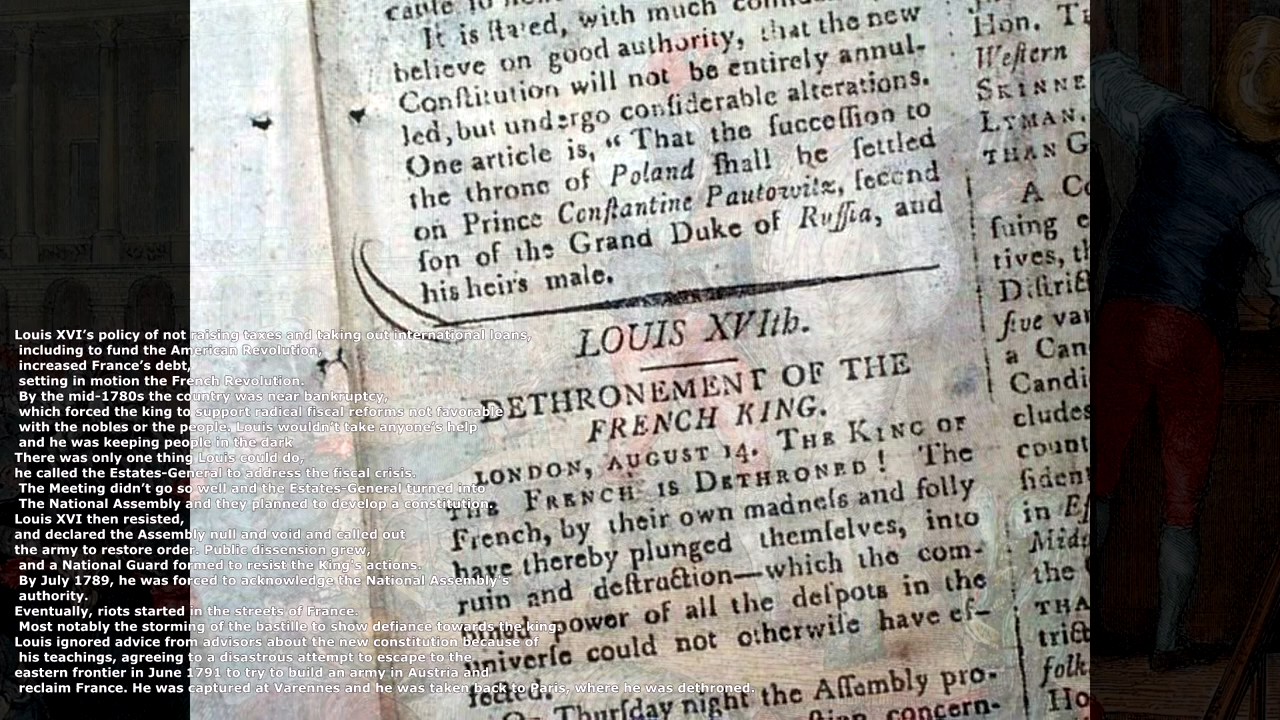 It is ſtated, with much
believe on good authority, that the new
Conſtitution will not be entirely annul-
led, but undergo conſiderable alterations.
One article is, "That the ſucceſſion to
the throne of Poland ſhall be ſettled
on Prince Conſtantine Pautowitz, ſecond
ſon of the Grand Duke of Ruſſia, and
his heirs male.
LOUIS XVIth.
DETHRONEMENT OF THE
FRENCH KING.
LONDON, AUGUST 14. THE KING OF
THE FRENCH IS DETHRONED! The
French, by their own madneſs and folly
have thereby plunged themſelves, into
ruin and deſtruction—which the com-
power of all the deſpots in the
univerſe could not otherwiſe have ef-
fected.
On Thurſday night the Aſſembly pro-
concern-
Hon.
Weſtern
SKINNE
LYMAN.
THAN G
A
ſuing
tives, th
Diſtrict
five var
a Can
Candi
cludes
count
fiden
in
Midd
the
THA
trict
folk
Ho
Louis XVI's policy of not raising taxes and taking out international loans,
including to fund the American Revolution,
increased France's debt,
setting in motion the French Revolution.
By the mid-1780s the country was near bankruptcy,
which forced the king to support radical fiscal reforms not favorable
with the nobles or the people. Louis wouldn't take anyone's help
and he was keeping people in the dark
There was only one thing Louis could do,
he called the Estates-General to address the fiscal crisis.
The Meeting didn't go so well and the Estates-General turned into
The National Assembly and they planned to develop a constitution.
Louis XVI then resisted,
and declared the Assembly null and void and called out
the army to restore order. Public dissension grew,
and a National Guard formed to resist the King's actions.
By July 1789, he was forced to acknowledge the National Assembly's
authority.
Eventually, riots started in the streets of France.
Most notably the storming of the bastille to show defiance towards the king.
Louis ignored advice from advisors about the new constitution because of
his teachings, agreeing to a disastrous attempt to escape to the
eastern frontier in June 1791 to try to build an army in Austria and
reclaim France. He was captured at Varennes and he was taken back to Paris, where he was dethroned.